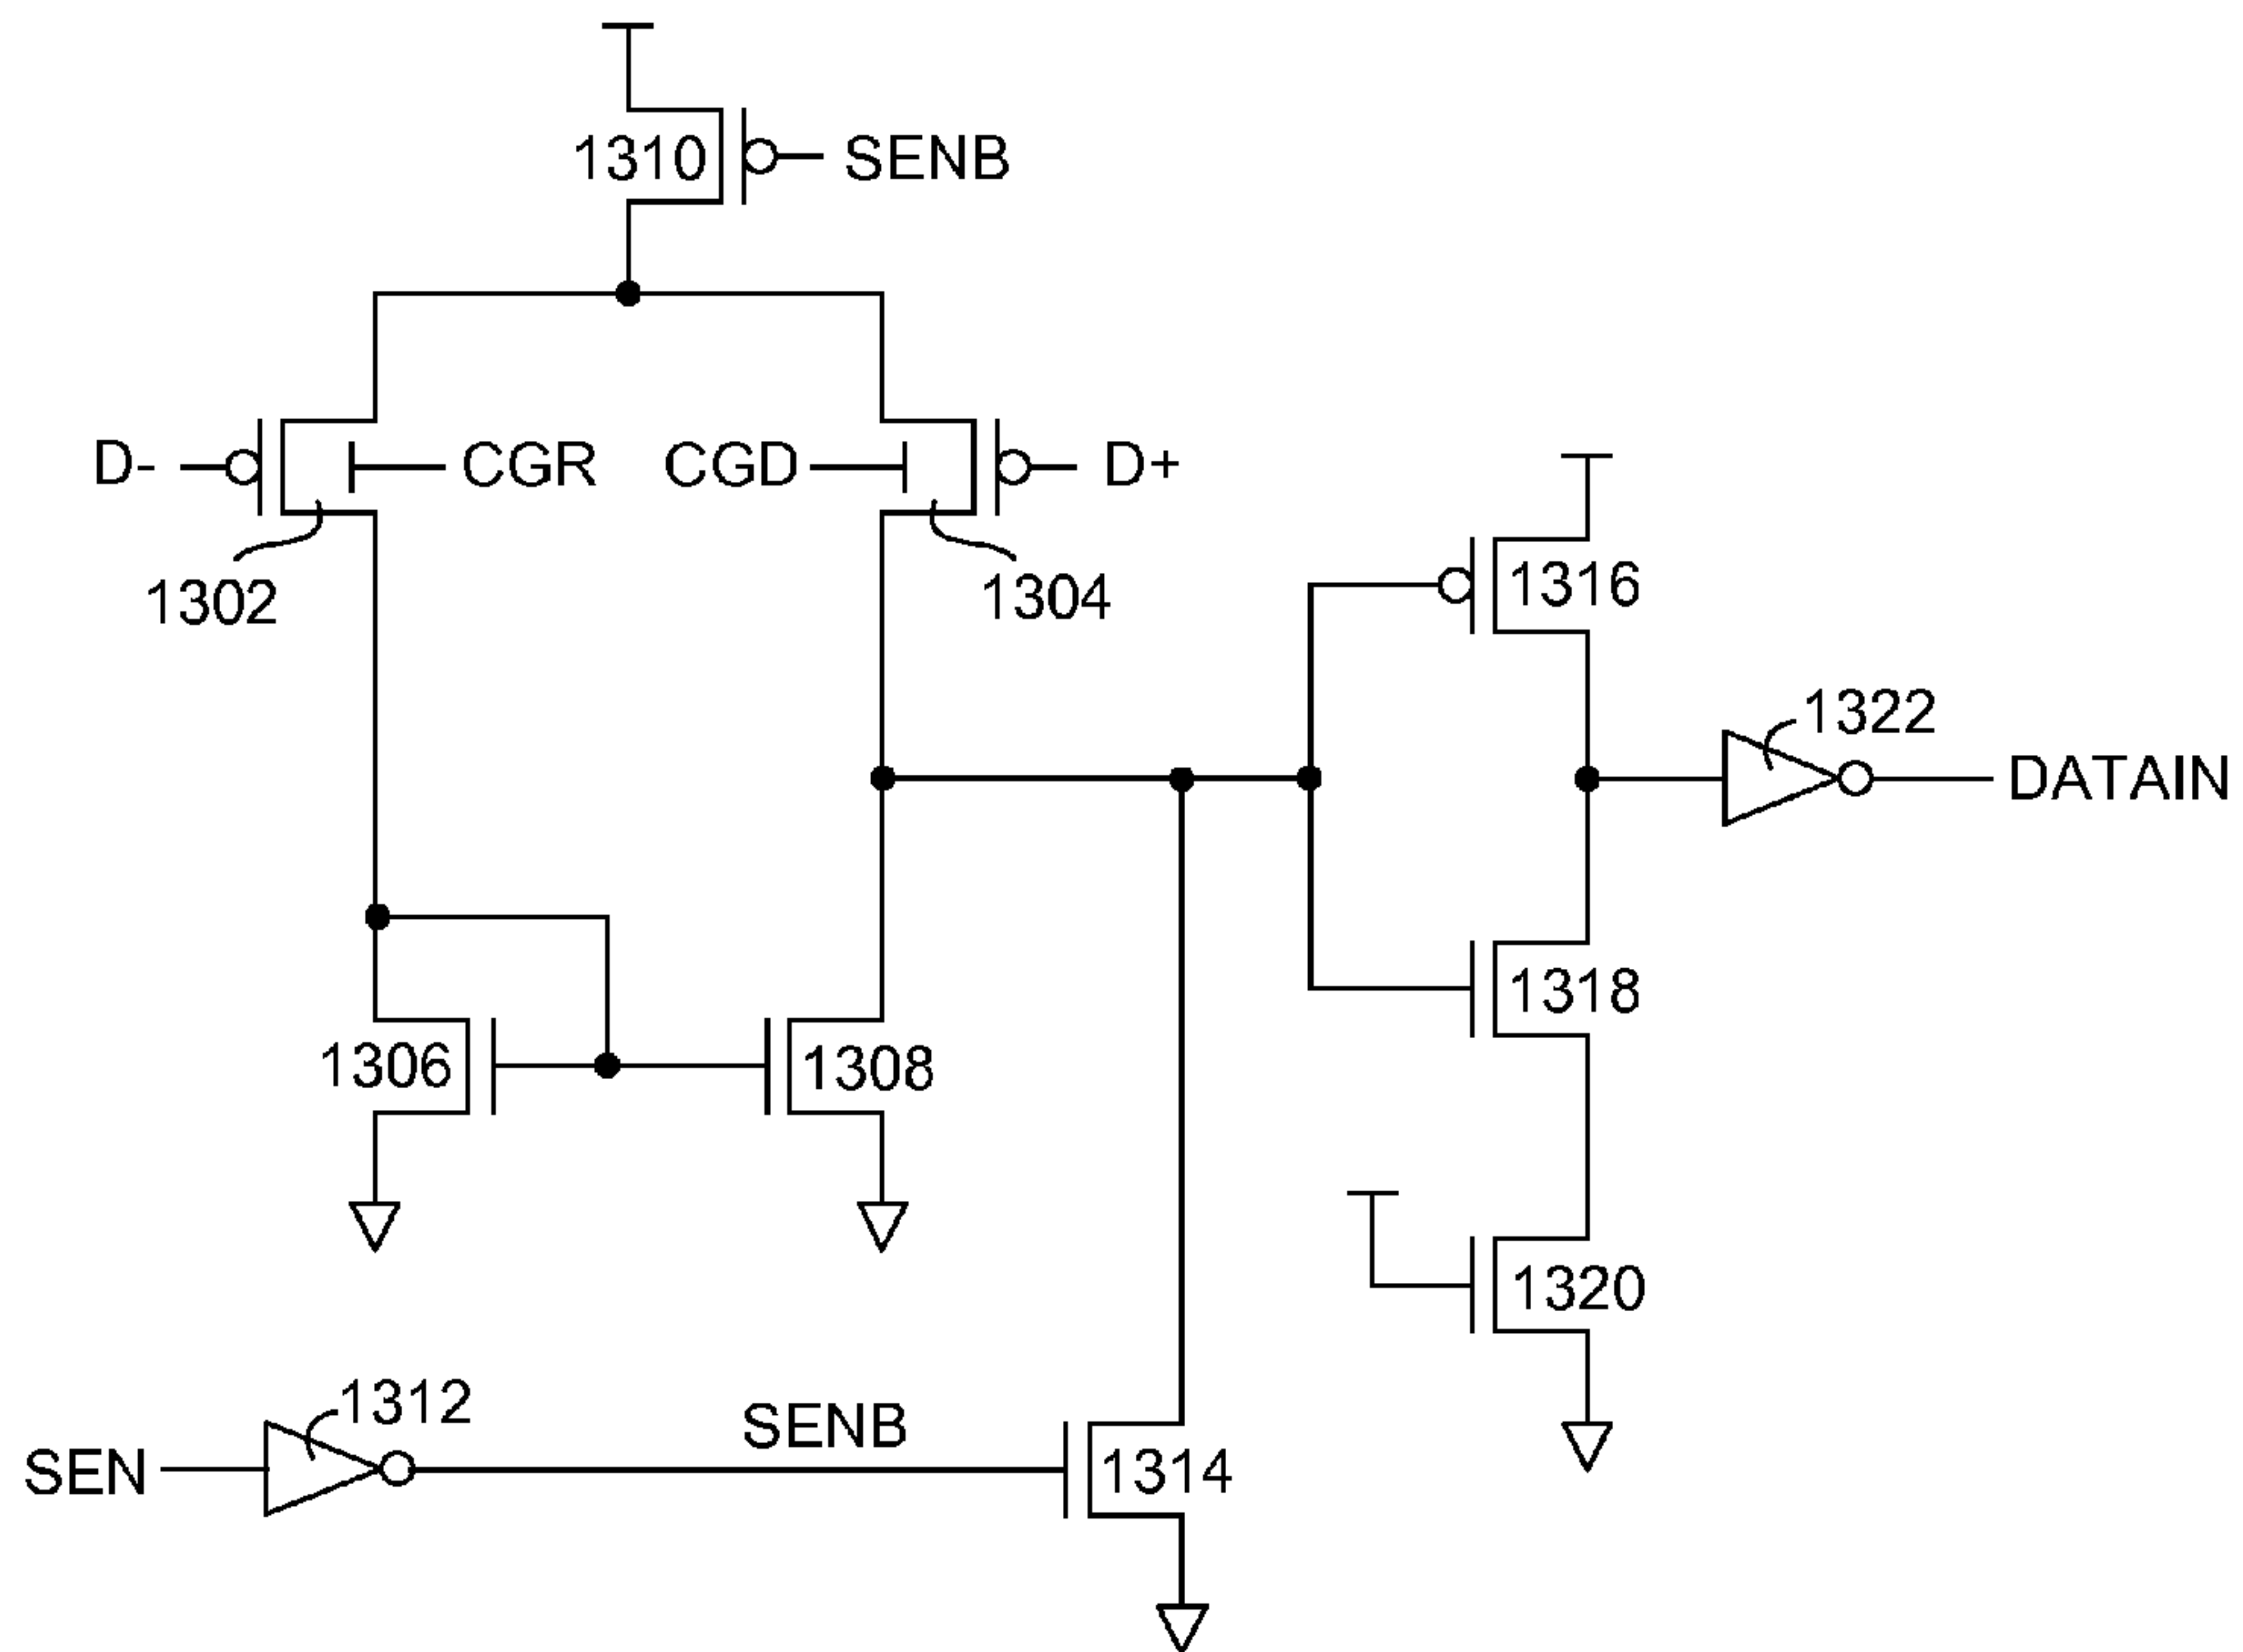 1310 SENB
D- CGR CGD D+
1302 1304
1316
1322
DATAIN
1318
1306 1308
1320
1312
SENB
SEN 1314